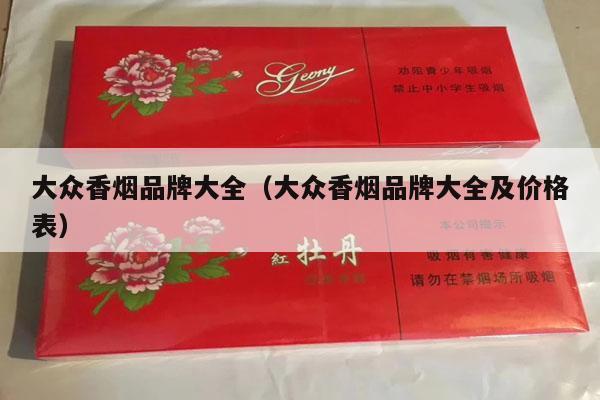 Peony
劝阻青少年吸烟
禁止中小学生吸烟
大众香烟品牌大全（大众香烟品牌大全及价格
表）
本公司提示
紅 牡丹
吸烟有害健康
请勿在禁烟场所吸烟